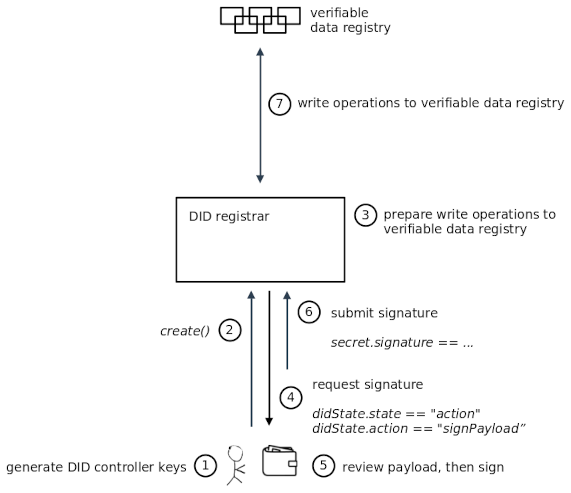 verifiable
data registry
7 write operations to verifiable data registry
DID registrar
3 prepare write operations to
verifiable data registry
create() 2
6 submit signature
secret.signature == ...
4 request signature
didState.state == "action"
didState.action == "signPayload”
generate DID controller keys 1
5 review payload, then sign